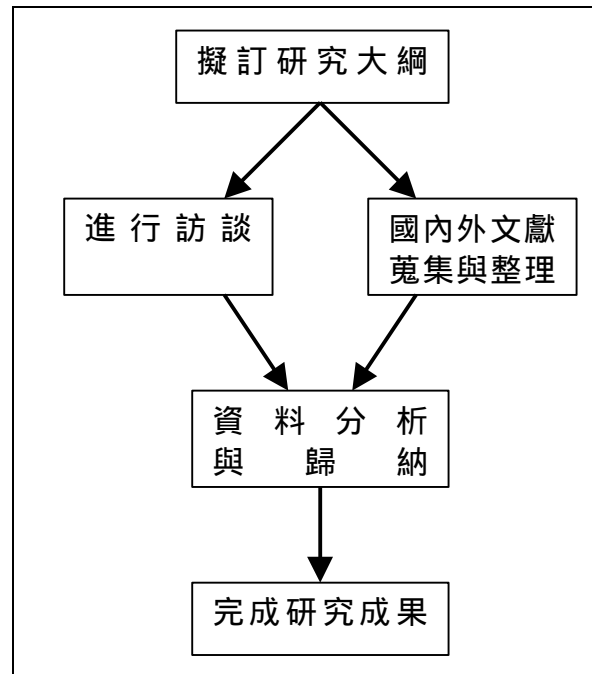 擬訂研究大綱
進行訪談
國內外文獻
蒐集與整理
資料分析
與歸納
完成研究成果